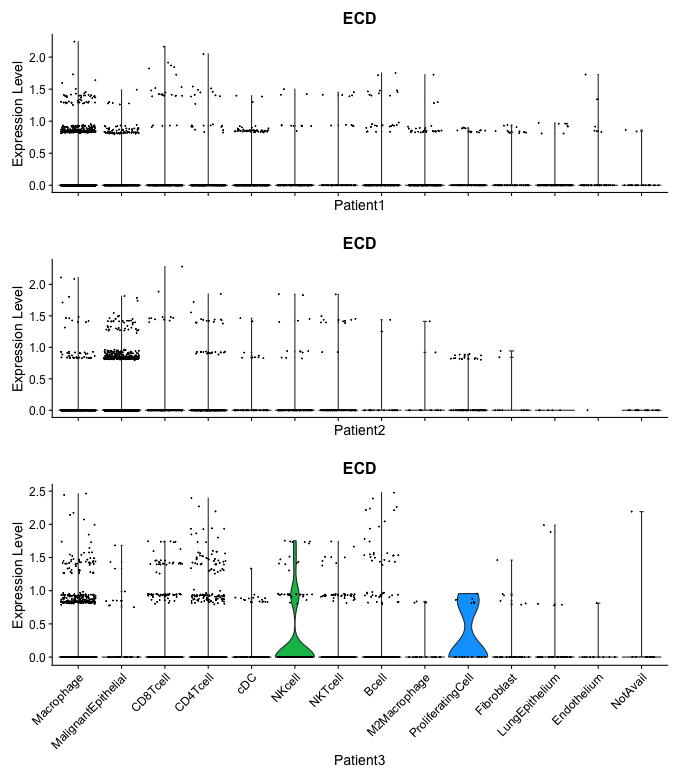 ECD
Expression Level
2.0
1.5
1.0
0.5
0.0
Patient1
ECD
Expression Level
2.0
1.5
1.0
0.5
0.0
Patient2
ECD
Expression Level
2.5
2.0
1.5
1.0
0.5
0.0
Macrophage
MalignantEpithelial
CD8Tcell
CD4Tcell
cDC
NKcell
NKTcell
Bcell
M2Macrophage
ProliferatingCell
Fibroblast
LungEpithelium
Endothelium
NotAvail
Patient3